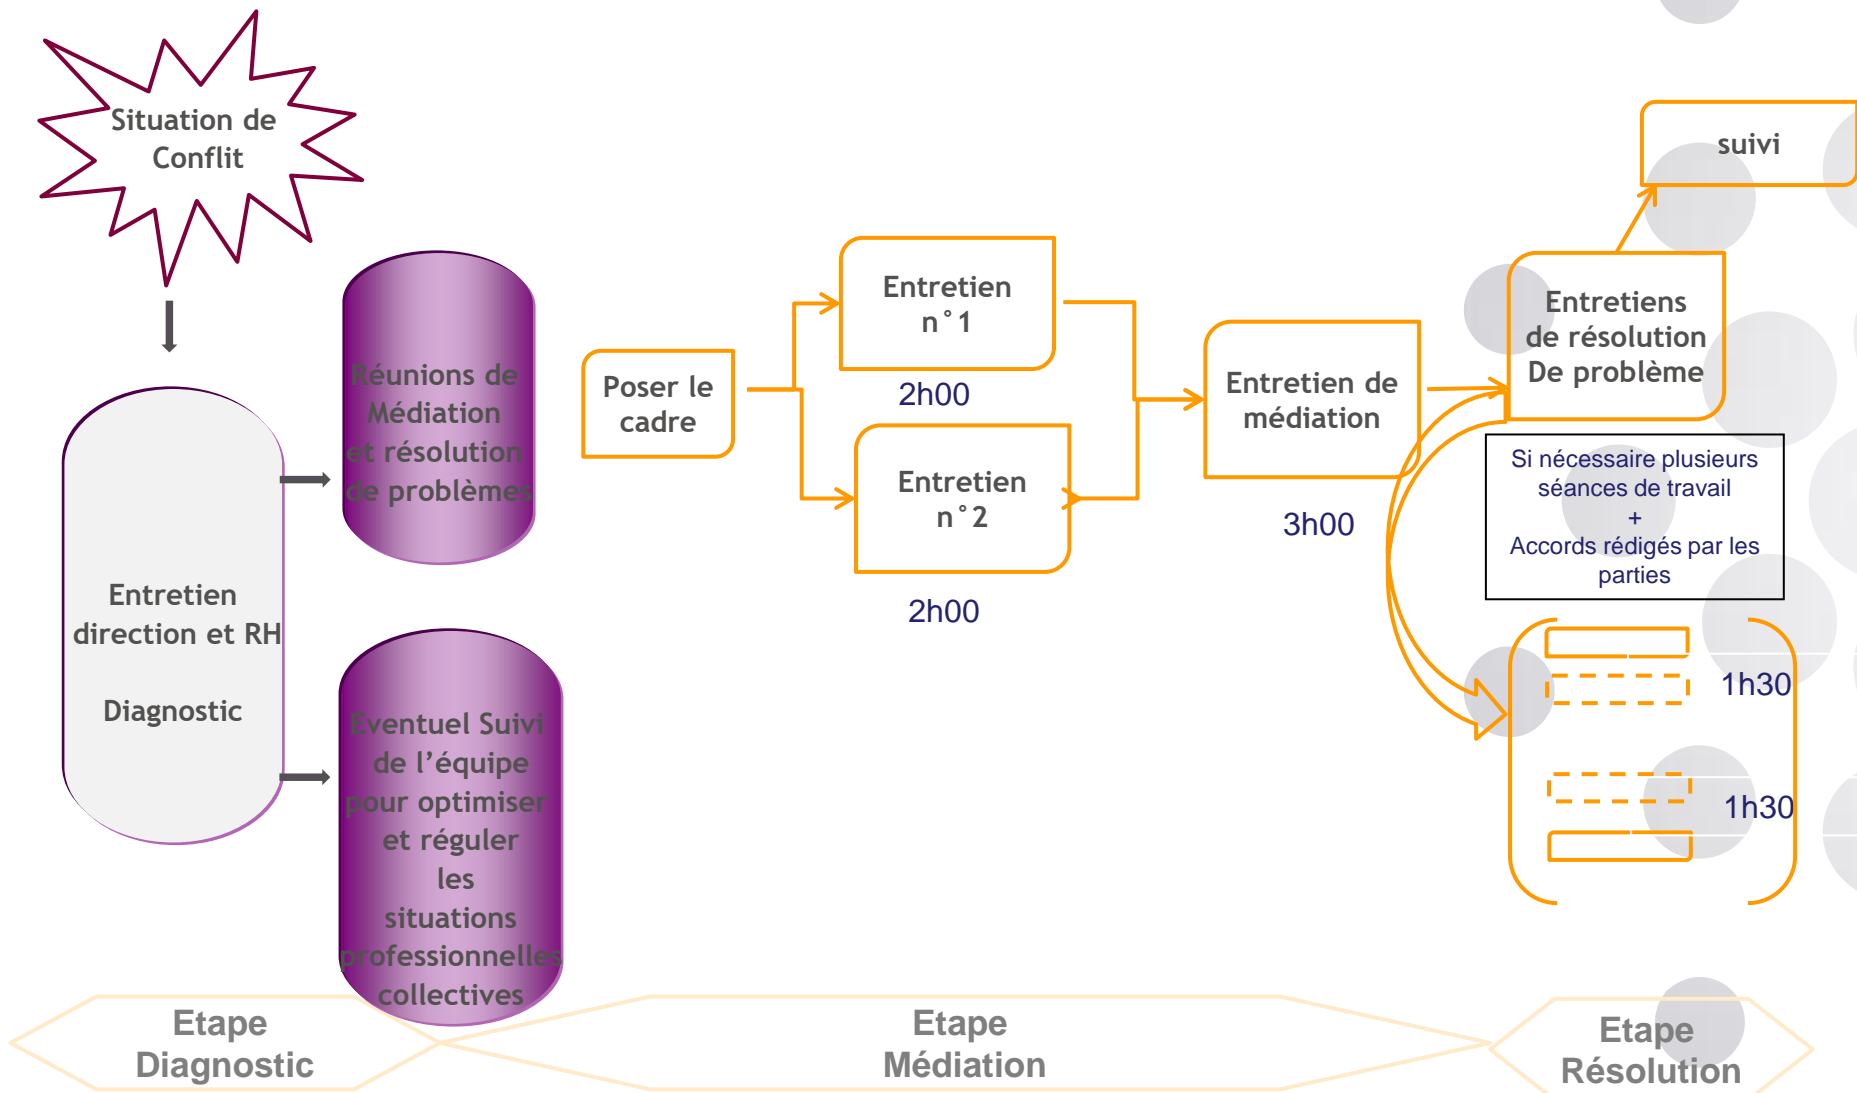 Situation de
Conflit
Entretien
direction et RH
Diagnostic
Réunions de
Médiation
et résolution
de problèmes
Eventuel Suivi
de l’équipe
pour optimiser
et réguler
les
situations
professionnelles
collectives
Poser le
cadre
Entretien
n°1
2h00
Entretien
n°2
2h00
Entretien de
médiation
3h00
Entretiens
de résolution
De problème
suivi
Si nécessaire plusieurs
séances de travail
+
Accords rédigés par les
parties
1h30
1h30
Etape
Diagnostic
Etape
Médiation
Etape
Résolution